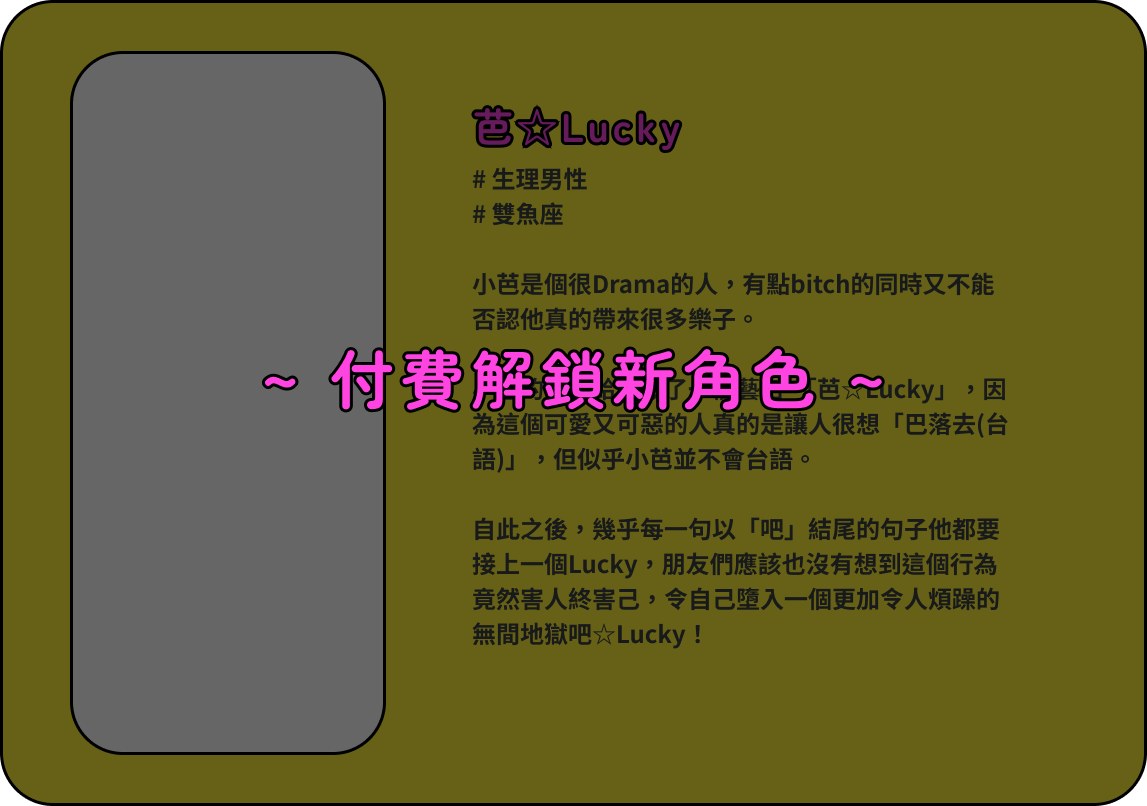 芭☆Lucky
# 生理男性
# 雙魚座
小芭是個很Drama的人，有點bitch的同時又不能
否認他真的帶來很多樂子。
~ 付費解鎖新角色 ~
給 了 藝 「芭☆Lucky」，因
為這個可愛又可惡的人真的是讓人很想「巴落去(台
語)」，但似乎小芭並不會台語。
自此之後，幾乎每一句以「吧」結尾的句子他都要
接上一個Lucky，朋友們應該也沒有想到這個行為
竟然害人終害己，令自己墮入一個更加令人煩躁的
無間地獄吧☆Lucky！